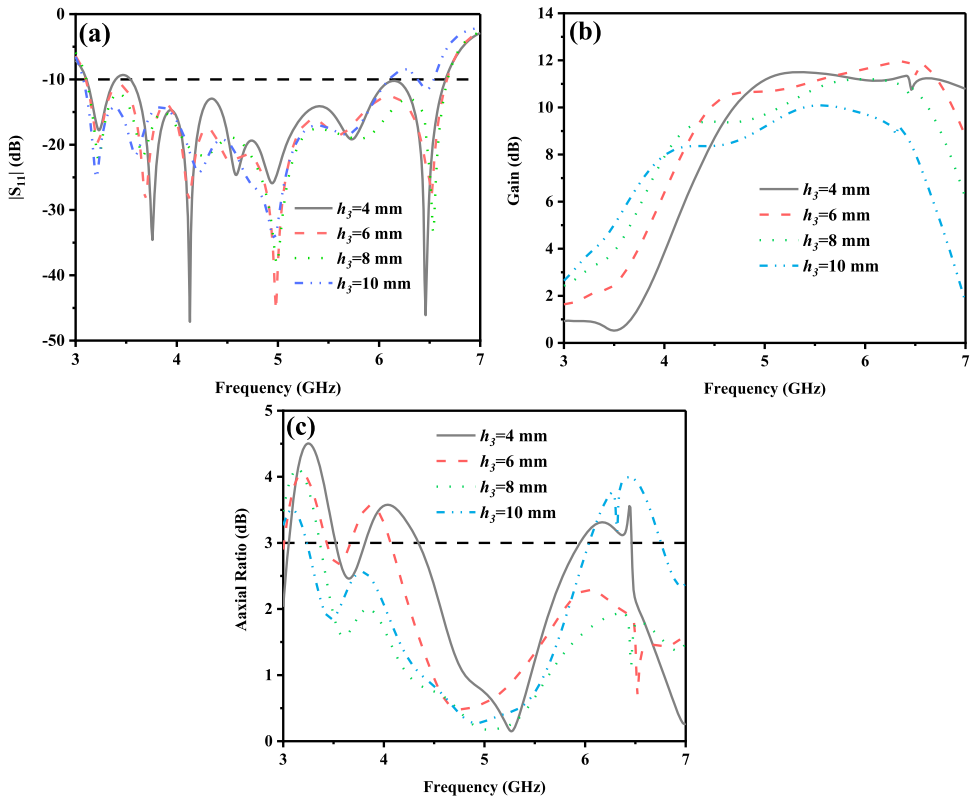 (a)
0
-10
-20
-30
-40
-50
|S₁₁| (dB)
h₃=4 mm
h₃=6 mm
h₃=8 mm
h₃=10 mm
3 4 5 6 7
Frequency (GHz)
(b)
14
12
10
8
6
4
2
0
Gain (dB)
h₃=4 mm
h₃=6 mm
h₃=8 mm
h₃=10 mm
3 4 5 6 7
Frequency (GHz)
(c)
5
4
3
2
1
0
Aaxial Ratio (dB)
h₃=4 mm
h₃=6 mm
h₃=8 mm
h₃=10 mm
3 4 5 6 7
Frequency (GHz)